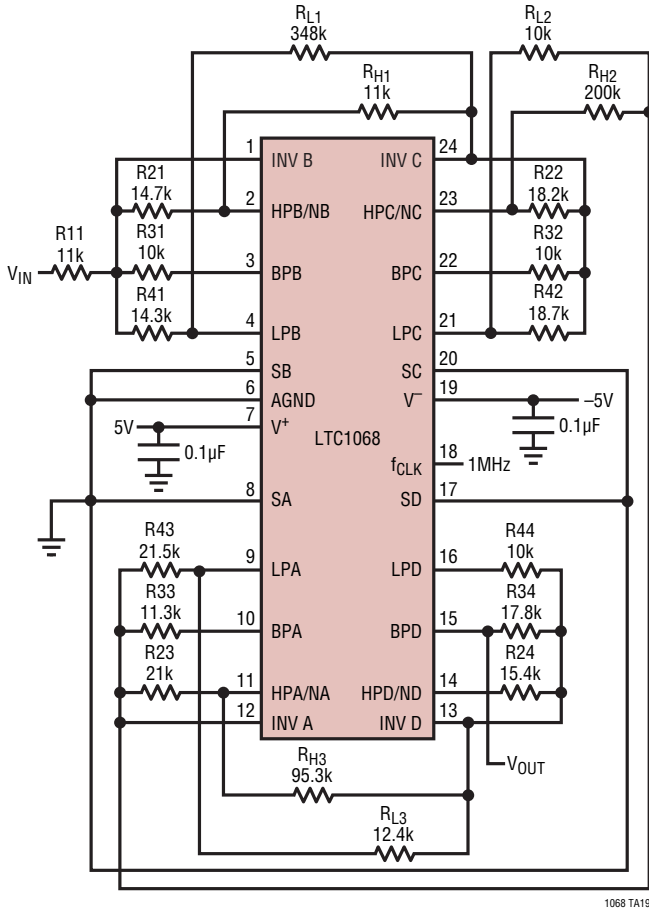 RL1
348k
RL2
10k
RH1
11k
RH2
200k
1
INV B
INV C
24
R21
14.7k
2
HPB/NB
HPC/NC
23
R22
18.2k
R11
11k
VIN
R31
10k
3
BPB
BPC
22
R32
10k
R41
14.3k
4
LPB
LPC
21
R42
18.7k
5
SB
SC
20
6
AGND
V–
19
–5V
0.1µF
5V
7
V+
0.1µF
LTC1068
fCLK
18
1MHz
8
SA
SD
17
R43
21.5k
9
LPA
LPD
16
R44
10k
R33
11.3k
10
BPA
BPD
15
R34
17.8k
R23
21k
11
HPA/NA
HPD/ND
14
R24
15.4k
12
INV A
INV D
13
VOUT
RH3
95.3k
RL3
12.4k
1068 TA19